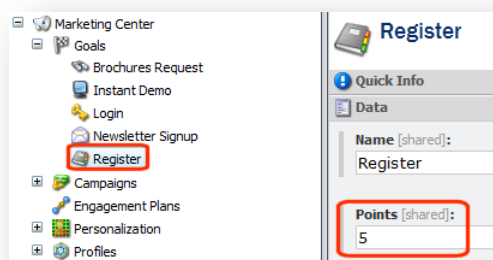 Marketing Center
Goals
Brochures Request
Instant Demo
Login
Newsletter Signup
Register
Campaigns
Engagement Plans
Personalization
Profiles
Register
Quick Info
Data
Name [shared]:
Register
Points [shared]:
5